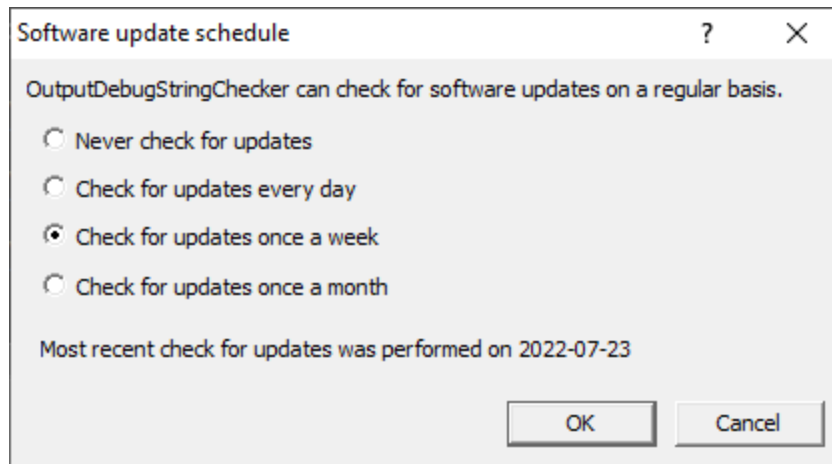 Software update schedule ?
OutputDebugStringChecker can check for software updates on a regular basis.
Never check for updates
Check for updates every day
Check for updates once a week
Check for updates once a month
Most recent check for updates was performed on 2022-07-23
OK Cancel